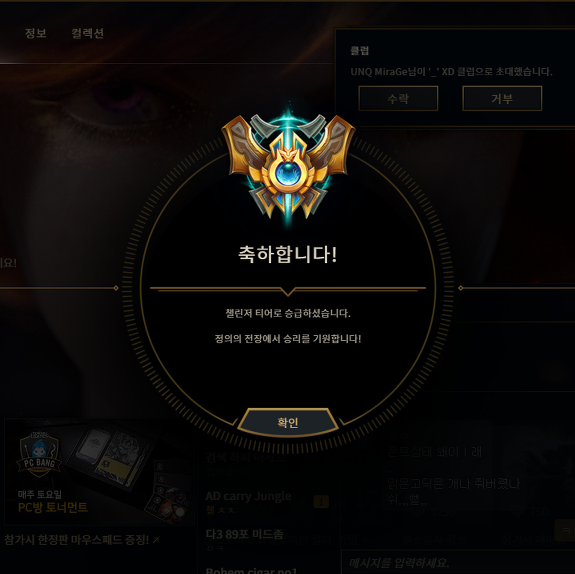 정보 컬렉션
클럽
UNQ MiraGe님이 '_' XD 클럽으로 초대했습니다.
수락 거부
요!
축하합니다!
챌린저 티어로 승급하셨습니다.
정의의 전장에서 승리를 기원합니다!
확인
PC BANG
매주 토요일
PC방 토너먼트
참가시 한정판 마우스패드 증정!↗
AD carry Jungle
다3 89포 미드좀
Bohem cigar no1
메시지를 입력하세요.